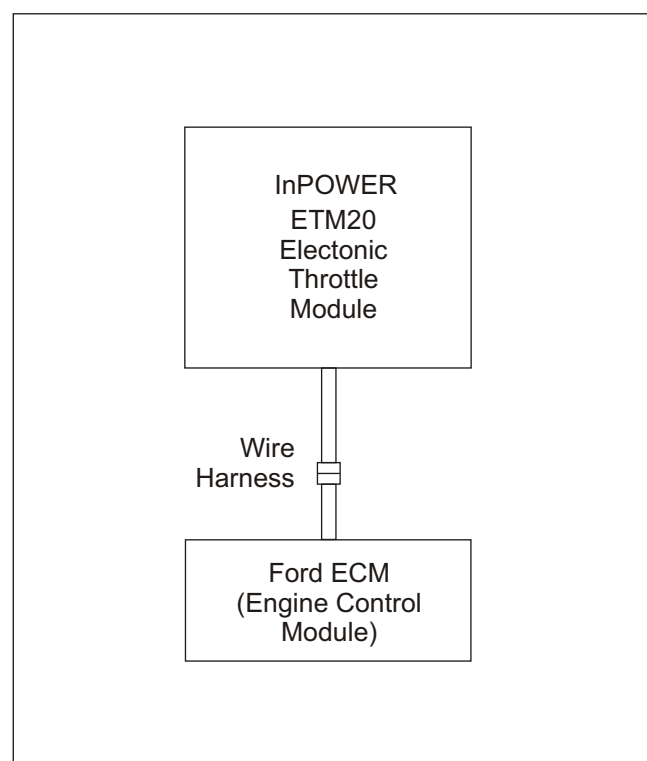 InPOWER
ETM20
Electonic
Throttle
Module
Wire
Harness
Ford ECM
(Engine Control
Module)